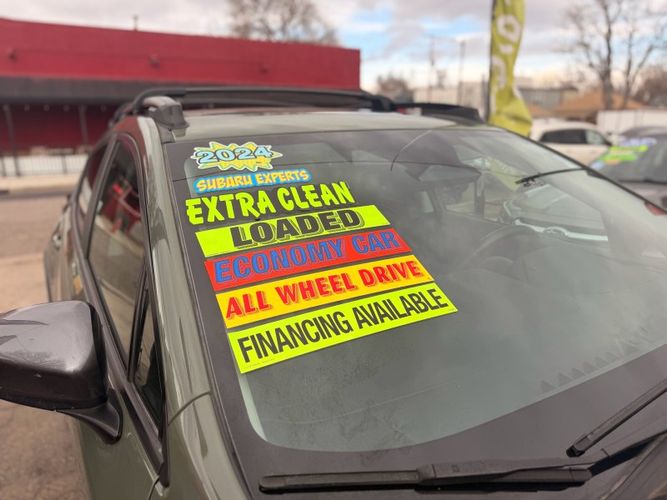 2024
SUBARU EXPERTS
EXTRA CLEAN
LOADED
ECONOMY CAR
ALL WHEEL DRIVE
FINANCING AVAILABLE